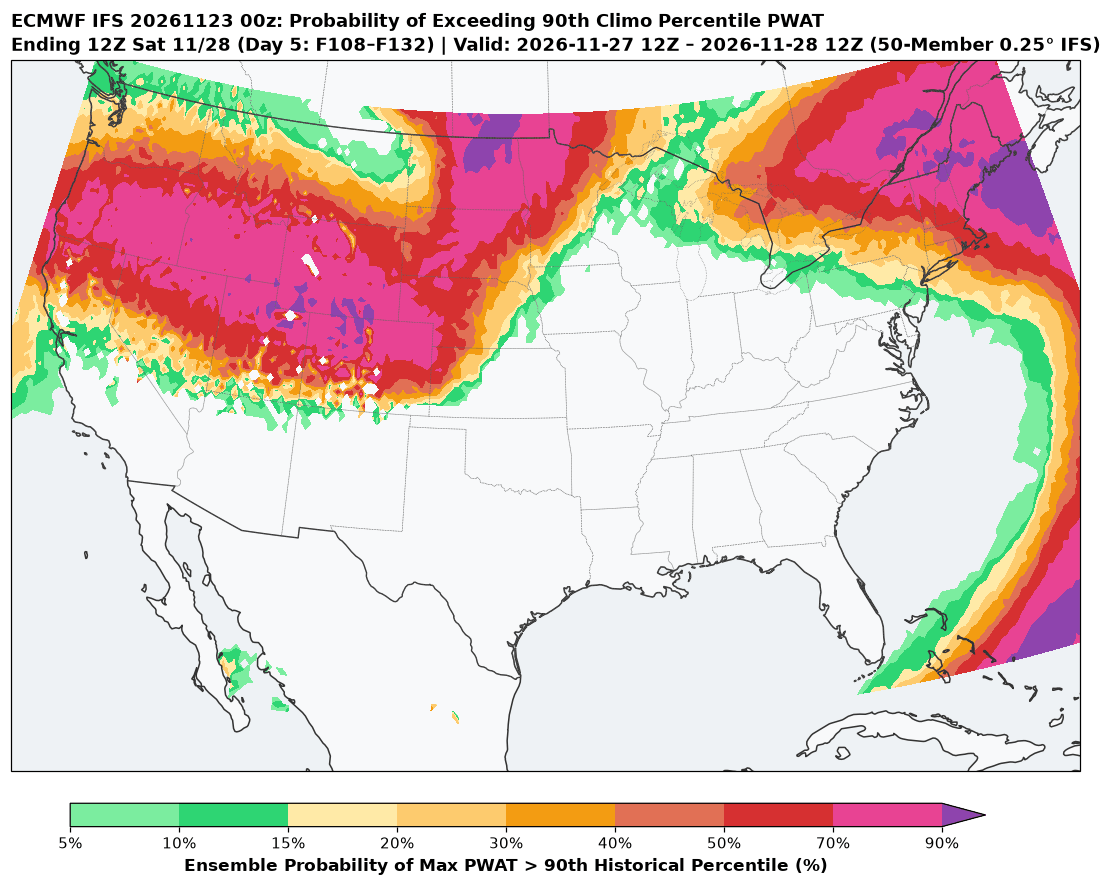 ECMWF IFS 20261123 00z: Probability of Exceeding 90th Climo Percentile PWAT
Ending 12Z Sat 11/28 (Day 5: F108–F132) | Valid: 2026-11-27 12Z – 2026-11-28 12Z (50-Member 0.25° IFS)
5% 10% 15% 20% 30% 40% 50% 70% 90%
Ensemble Probability of Max PWAT > 90th Historical Percentile (%)